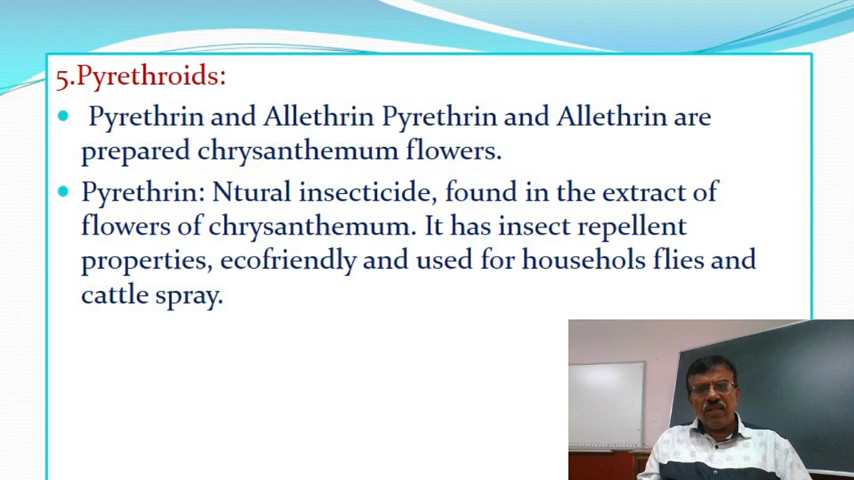 5.Pyrethroids:
Pyrethrin and Allethrin Pyrethrin and Allethrin are
prepared chrysanthemum flowers.
Pyrethrin: Ntural insecticide, found in the extract of
flowers of chrysanthemum. It has insect repellent
properties, ecofriendly and used for househols flies and
cattle spray.